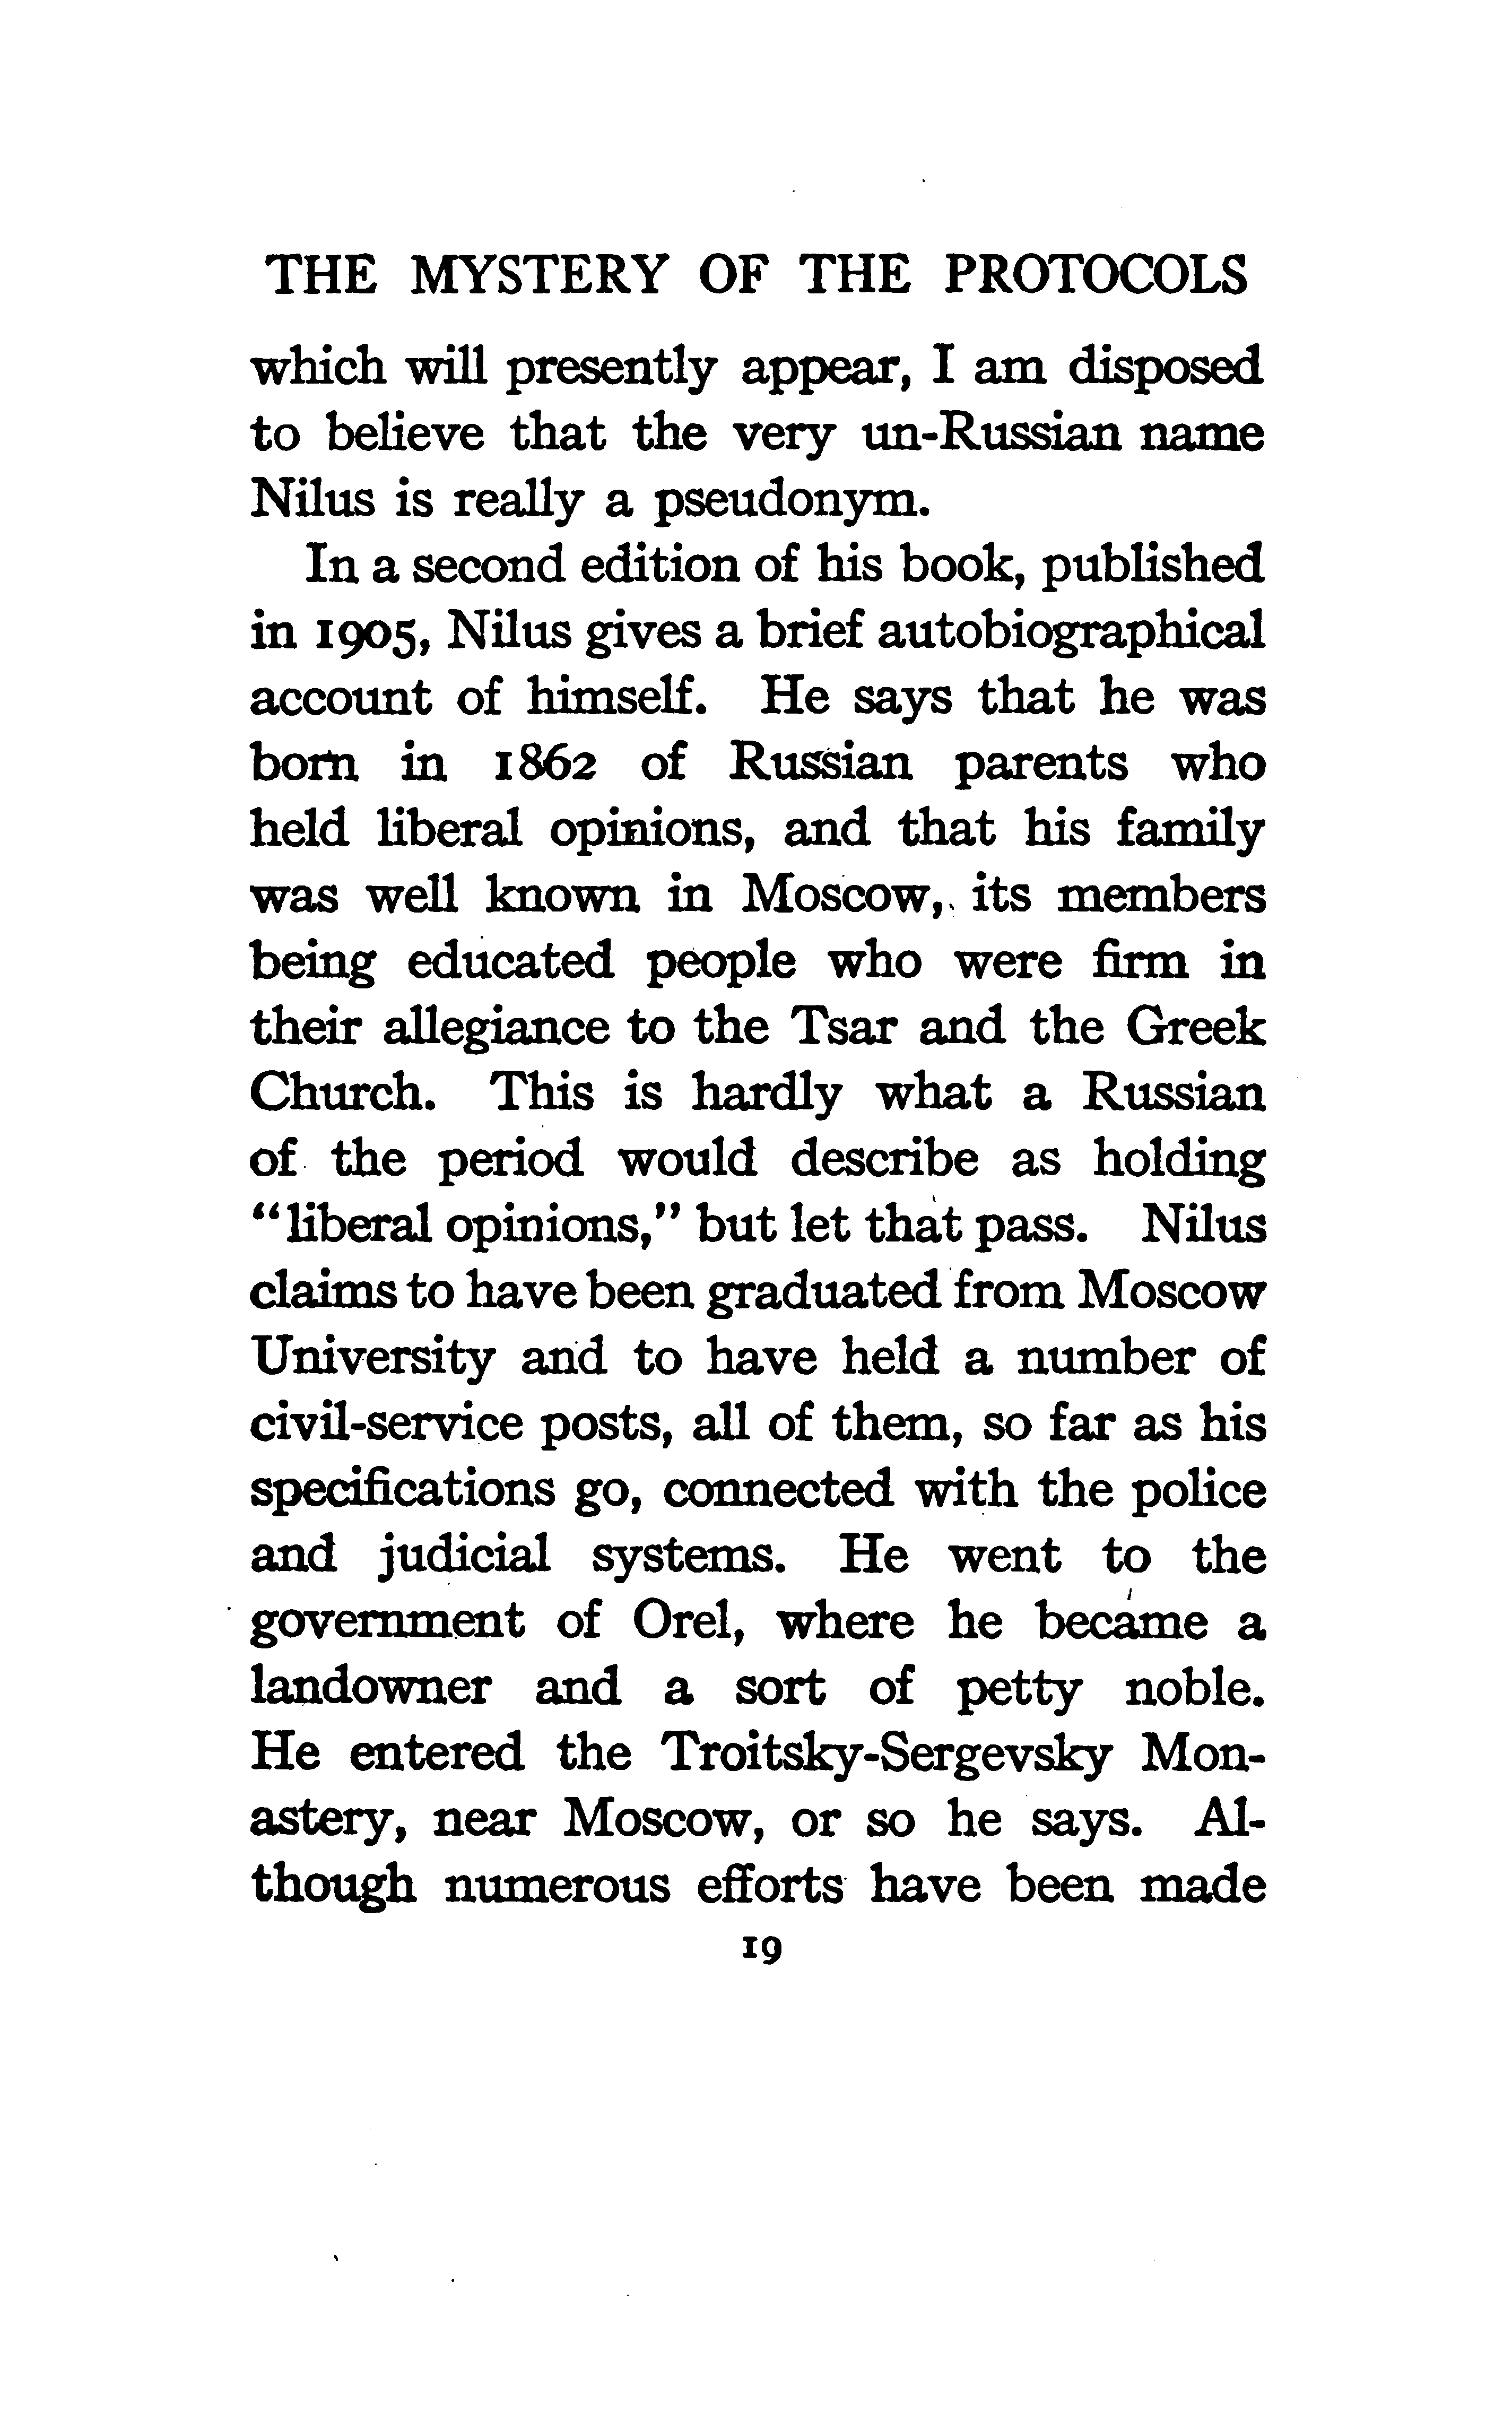 THE MYSTERY OF THE PROTOCOLS
which will presently appear, I am disposed
to believe that the very un-Russian name
Nilus is really a pseudonym.
In a second edition of his book, published
in 1905, Nilus gives a brief autobiographical
account of himself. He says that he was
born in 1862 of Russian parents who
held liberal opinions, and that his family
was well known in Moscow, its members
being educated people who were firm in
their allegiance to the Tsar and the Greek
Church. This is hardly what a Russian
of the period would describe as holding
“liberal opinions,” but let that pass. Nilus
claims to have been graduated from Moscow
University and to have held a number of
civil-service posts, all of them, so far as his
specifications go, connected with the police
and judicial systems. He went to the
government of Orel, where he became a
landowner and a sort of petty noble.
He entered the Troitsky-Sergevsky Mon-
astery, near Moscow, or so he says. Al-
though numerous efforts have been made
19